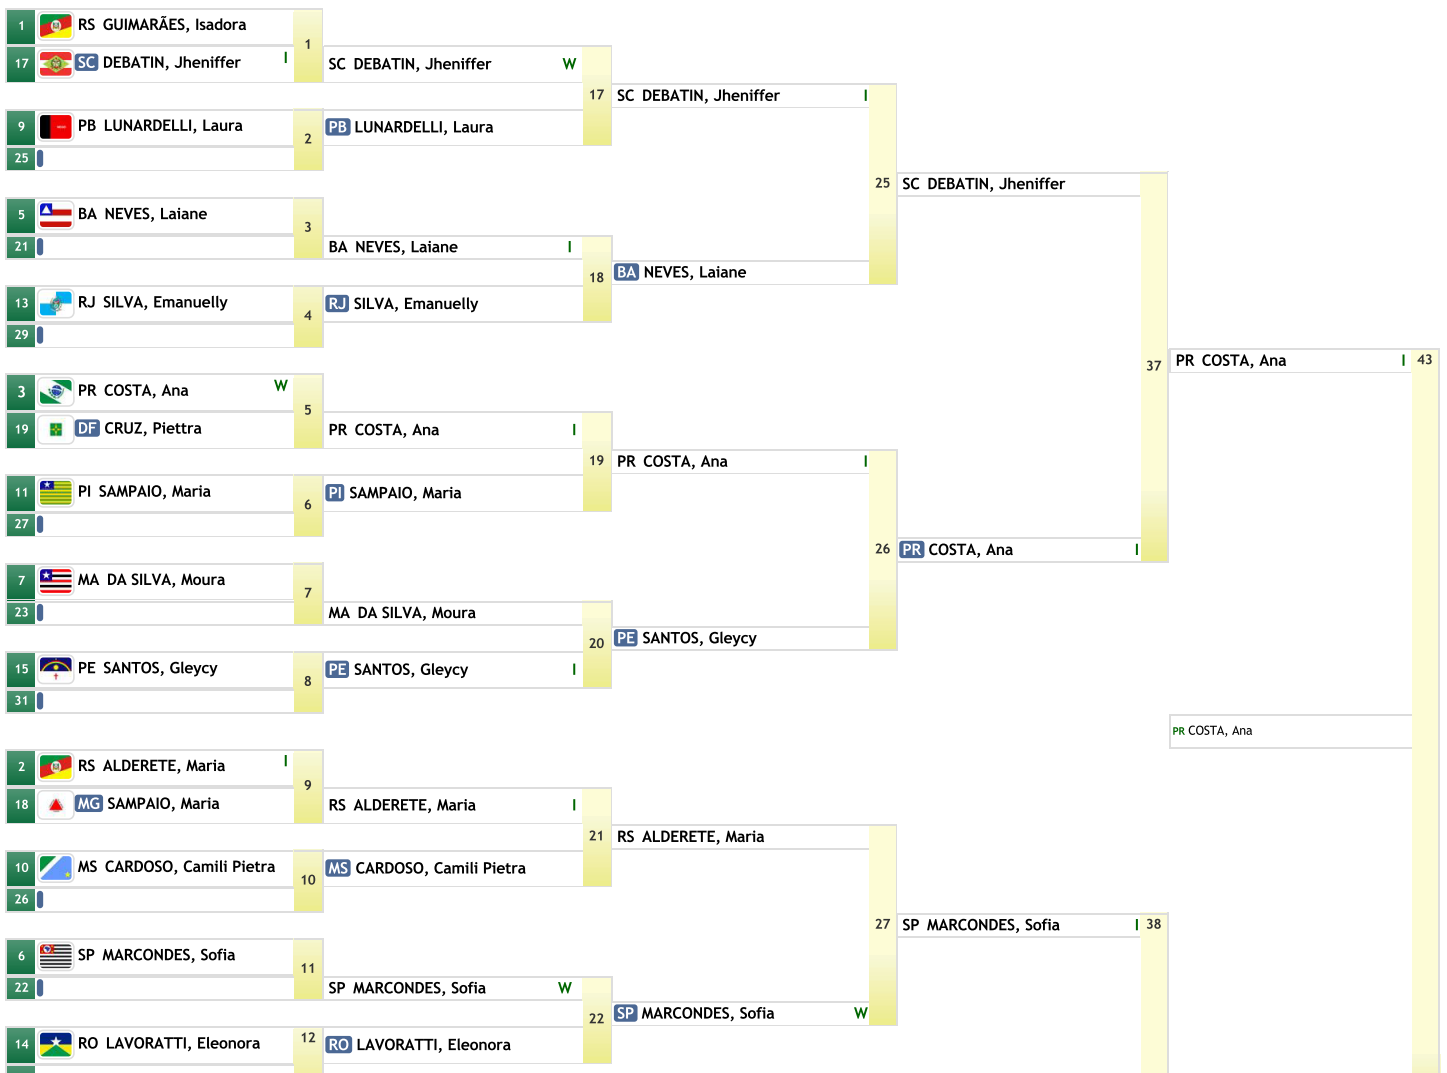 1 RS GUIMARÃES, Isadora
1
17 SC DEBATIN, Jheniffer I
SC DEBATIN, Jheniffer W
17 SC DEBATIN, Jheniffer I
9 PB LUNARDELLI, Laura
2 PB LUNARDELLI, Laura
25
25 SC DEBATIN, Jheniffer
5 BA NEVES, Laiane
3
21
BA NEVES, Laiane I
18 BA NEVES, Laiane
13 RJ SILVA, Emanuelly
4 RJ SILVA, Emanuelly
29
37 PR COSTA, Ana I 43
3 PR COSTA, Ana W
5
19 DF CRUZ, Piettra
PR COSTA, Ana I
19 PR COSTA, Ana I
11 PI SAMPAIO, Maria
6 PI SAMPAIO, Maria
27
26 PR COSTA, Ana I
7 MA DA SILVA, Moura
7
23
MA DA SILVA, Moura
20 PE SANTOS, Gleycy
15 PE SANTOS, Gleycy
8 PE SANTOS, Gleycy I
31
PR COSTA, Ana
2 RS ALDERETE, Maria I
9
18 MG SAMPAIO, Maria
RS ALDERETE, Maria I
21 RS ALDERETE, Maria
10 MS CARDOSO, Camili Pietra
10 MS CARDOSO, Camili Pietra
26
27 SP MARCONDES, Sofia I 38
6 SP MARCONDES, Sofia
11
22
SP MARCONDES, Sofia W
22 SP MARCONDES, Sofia W
14 RO LAVORATTI, Eleonora
12 RO LAVORATTI, Eleonora